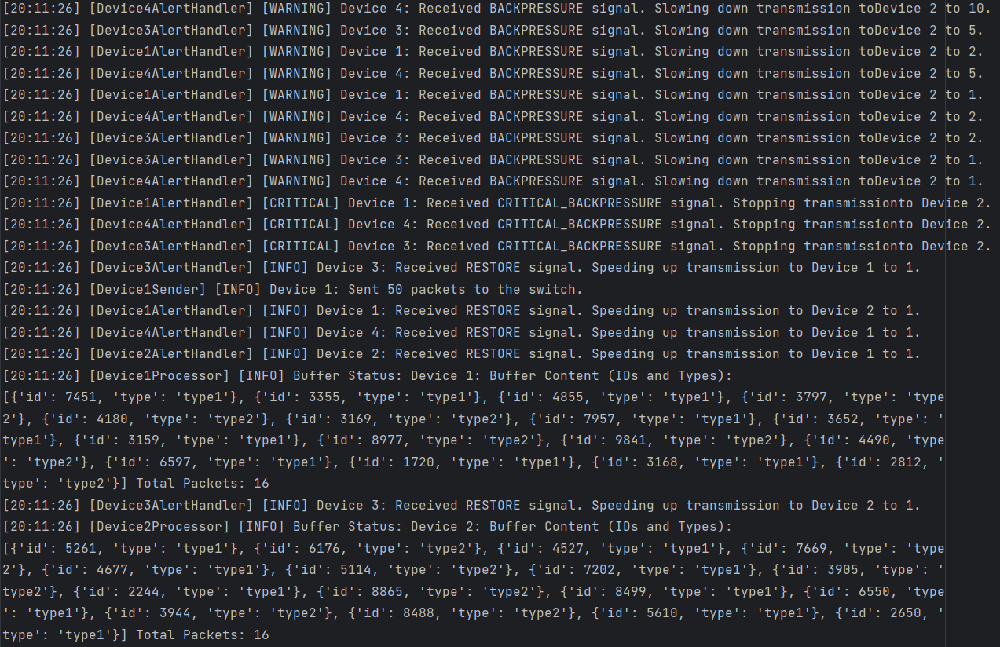 [20:11:26] [Device4AlertHandler] [WARNING] Device 4: Received BACKPRESSURE signal. Slowing down transmission toDevice 2 to 10.
[20:11:26] [Device3AlertHandler] [WARNING] Device 3: Received BACKPRESSURE signal. Slowing down transmission toDevice 2 to 5.
[20:11:26] [Device1AlertHandler] [WARNING] Device 1: Received BACKPRESSURE signal. Slowing down transmission toDevice 2 to 2.
[20:11:26] [Device4AlertHandler] [WARNING] Device 4: Received BACKPRESSURE signal. Slowing down transmission toDevice 2 to 5.
[20:11:26] [Device1AlertHandler] [WARNING] Device 1: Received BACKPRESSURE signal. Slowing down transmission toDevice 2 to 1.
[20:11:26] [Device4AlertHandler] [WARNING] Device 4: Received BACKPRESSURE signal. Slowing down transmission toDevice 2 to 2.
[20:11:26] [Device3AlertHandler] [WARNING] Device 3: Received BACKPRESSURE signal. Slowing down transmission toDevice 2 to 2.
[20:11:26] [Device3AlertHandler] [WARNING] Device 3: Received BACKPRESSURE signal. Slowing down transmission toDevice 2 to 1.
[20:11:26] [Device4AlertHandler] [WARNING] Device 4: Received BACKPRESSURE signal. Slowing down transmission toDevice 2 to 1.
[20:11:26] [Device1AlertHandler] [CRITICAL] Device 1: Received CRITICAL_BACKPRESSURE signal. Stopping transmissionto Device 2.
[20:11:26] [Device4AlertHandler] [CRITICAL] Device 4: Received CRITICAL_BACKPRESSURE signal. Stopping transmissionto Device 2.
[20:11:26] [Device3AlertHandler] [CRITICAL] Device 3: Received CRITICAL_BACKPRESSURE signal. Stopping transmissionto Device 2.
[20:11:26] [Device3AlertHandler] [INFO] Device 3: Received RESTORE signal. Speeding up transmission to Device 1 to 1.
[20:11:26] [Device1Sender] [INFO] Device 1: Sent 50 packets to the switch.
[20:11:26] [Device1AlertHandler] [INFO] Device 1: Received RESTORE signal. Speeding up transmission to Device 2 to 1.
[20:11:26] [Device4AlertHandler] [INFO] Device 4: Received RESTORE signal. Speeding up transmission to Device 1 to 1.
[20:11:26] [Device2AlertHandler] [INFO] Device 2: Received RESTORE signal. Speeding up transmission to Device 1 to 1.
[20:11:26] [Device1Processor] [INFO] Buffer Status: Device 1: Buffer Content (IDs and Types):
[{'id': 7451, 'type': 'type1'}, {'id': 3355, 'type': 'type1'}, {'id': 4855, 'type': 'type1'}, {'id': 3797, 'type': 'type
2'}, {'id': 4180, 'type': 'type2'}, {'id': 3169, 'type': 'type2'}, {'id': 7957, 'type': 'type1'}, {'id': 3652, 'type': '
type1'}, {'id': 3159, 'type': 'type1'}, {'id': 8977, 'type': 'type2'}, {'id': 9841, 'type': 'type2'}, {'id': 4490, 'type
': 'type2'}, {'id': 6597, 'type': 'type1'}, {'id': 1720, 'type': 'type1'}, {'id': 3168, 'type': 'type1'}, {'id': 2812, '
type': 'type2'}] Total Packets: 16
[20:11:26] [Device3AlertHandler] [INFO] Device 3: Received RESTORE signal. Speeding up transmission to Device 2 to 1.
[20:11:26] [Device2Processor] [INFO] Buffer Status: Device 2: Buffer Content (IDs and Types):
[{'id': 5261, 'type': 'type1'}, {'id': 6176, 'type': 'type2'}, {'id': 4527, 'type': 'type1'}, {'id': 7669, 'type': 'type
2'}, {'id': 4677, 'type': 'type1'}, {'id': 5114, 'type': 'type2'}, {'id': 7202, 'type': 'type1'}, {'id': 3905, 'type': '
type2'}, {'id': 2244, 'type': 'type1'}, {'id': 8865, 'type': 'type2'}, {'id': 8499, 'type': 'type1'}, {'id': 6550, 'type
': 'type1'}, {'id': 3944, 'type': 'type2'}, {'id': 8488, 'type': 'type2'}, {'id': 5610, 'type': 'type1'}, {'id': 2650, '
type': 'type1'}] Total Packets: 16